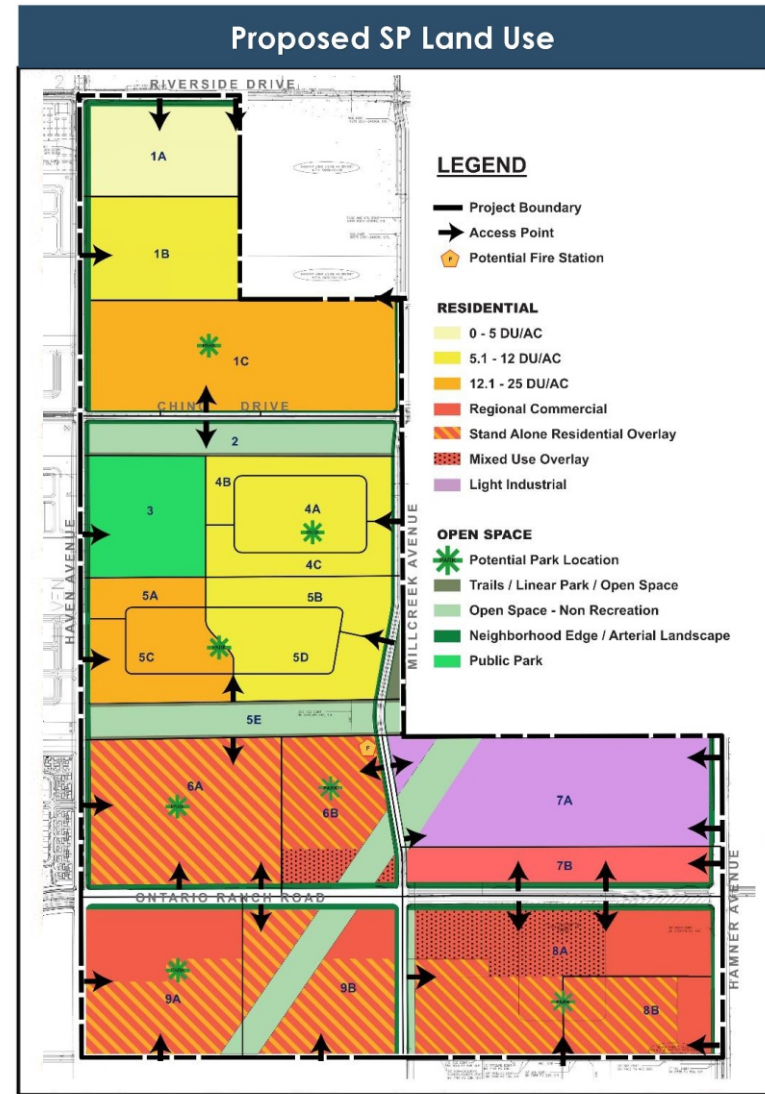 Proposed SP Land Use
RIVERSIDE DRIVE
1A
1B
1C
CHINO DRIVE
2
3
4B
4A
4C
5A
5B
5C
5D
5E
6A
6B
7A
7B
8A
8B
9A
9B
HAVEN AVENUE
MILLCREEK AVENUE
ONTARIO RANCH ROAD
HAMNER AVENUE
LEGEND
Project Boundary
Access Point
F
Potential Fire Station
RESIDENTIAL
0 - 5 DU/AC
5.1 - 12 DU/AC
12.1 - 25 DU/AC
Regional Commercial
Stand Alone Residential Overlay
Mixed Use Overlay
Light Industrial
OPEN SPACE
PARK
Potential Park Location
Trails / Linear Park / Open Space
Open Space - Non Recreation
Neighborhood Edge / Arterial Landscape
Public Park